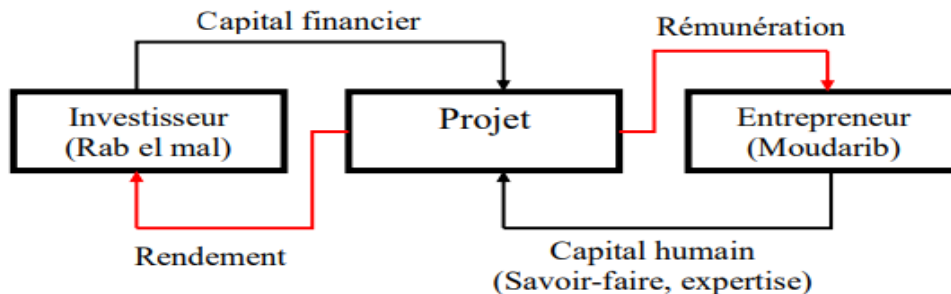 Capital financier
Rémunération
Investisseur
(Rab el mal)
Projet
Entrepreneur
(Moudarib)
Rendement
Capital humain
(Savoir-faire, expertise)